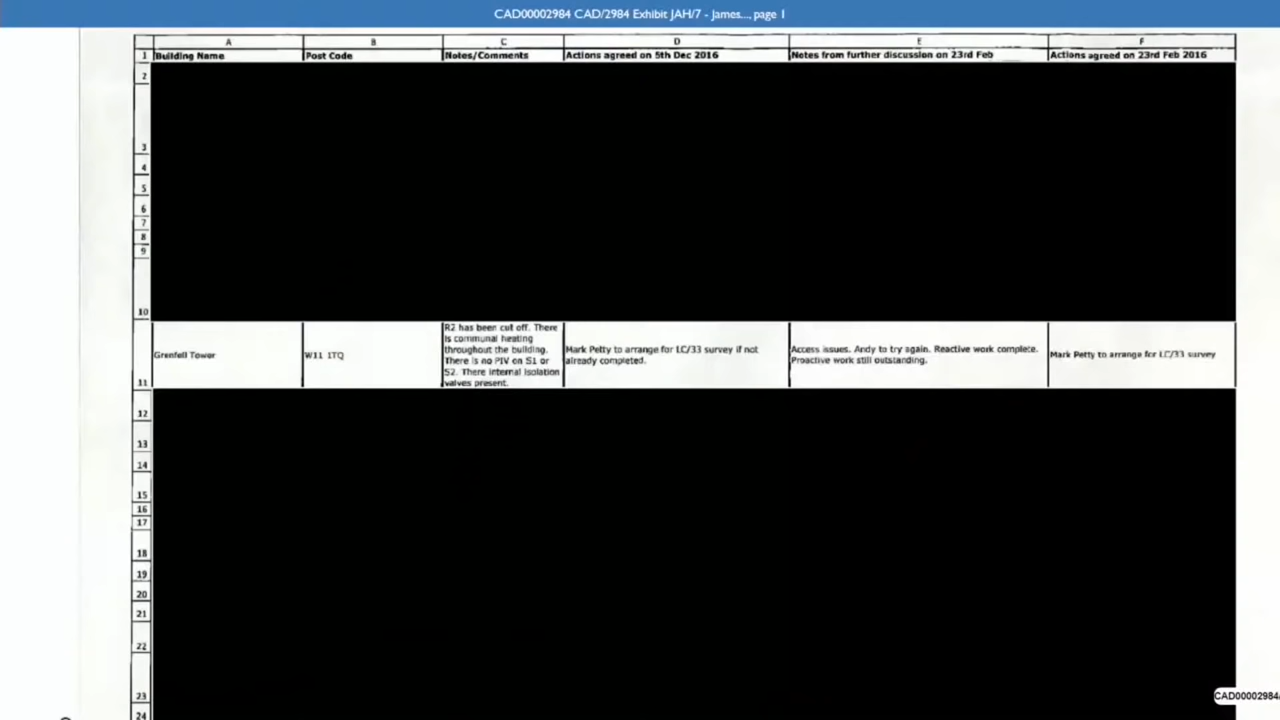 CAD00002984 CAD/2984 Exhibit JAH/7 - James..., page 1
A B C D E F
1 Building Name Post Code Notes/Comments Actions agreed on 5th Dec 2016 Notes from further discussion on 23rd Feb Actions agreed on 23rd Feb 2016
2
3
4
5
6
7
8
9
10
11 Grenfell Tower W11 1TQ
R2 has been cut off. There
is communal heating
throughout the building.
There is no PIV on S1 or
S2. There internal isolation
valves present.
Mark Petty to arrange for LC/33 survey if not
already completed.
Access issues. Andy to try again. Reactive work complete.
Proactive work still outstanding.
Mark Petty to arrange for LC/33 survey
12
13
14
15
16
17
18
19
20
21
22
23
24
CAD00002984